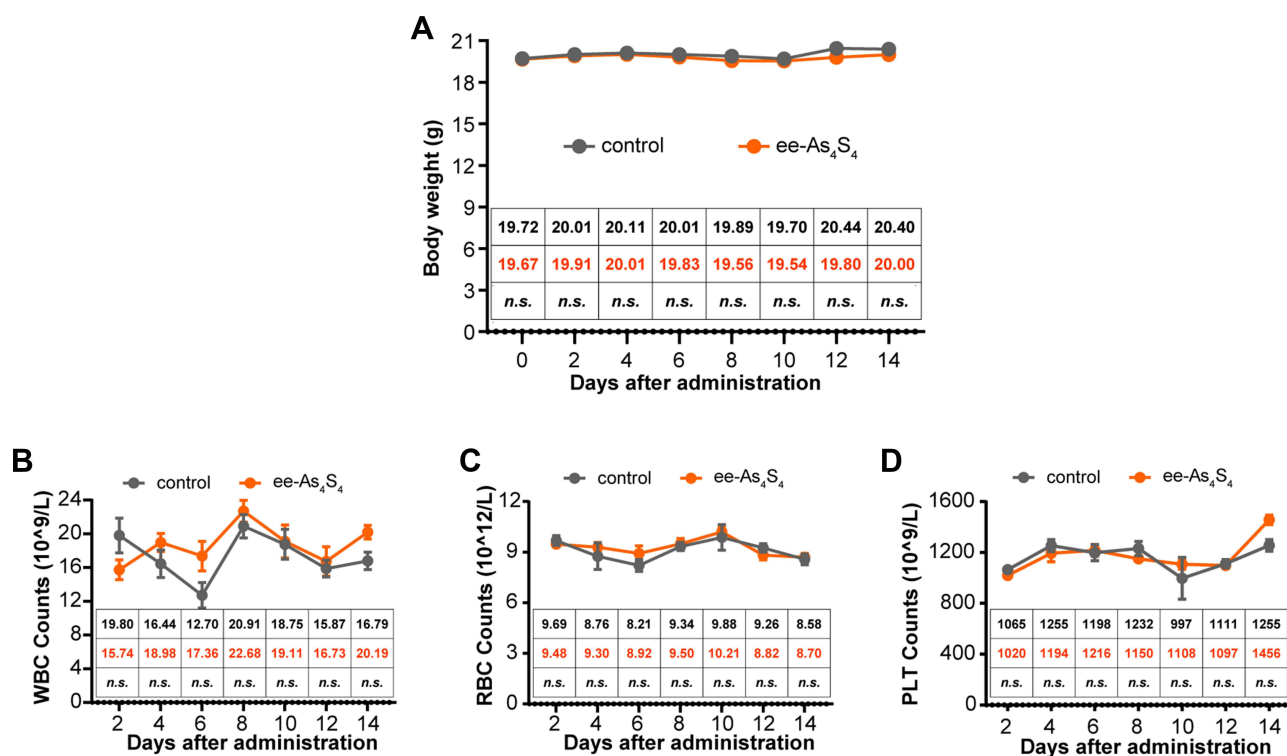 A
Body weight (g)
21
18
15
12
9
6
3
0
control ee-As4S4
19.72 20.01 20.11 20.01 19.89 19.70 20.44 20.40
19.67 19.91 20.01 19.83 19.56 19.54 19.80 20.00
n.s. n.s. n.s. n.s. n.s. n.s. n.s. n.s.
0 2 4 6 8 10 12 14
Days after administration
B
control ee-As4S4
WBC Counts (10^9/L)
24
20
16
12
8
4
0
19.80 16.44 12.70 20.91 18.75 15.87 16.79
15.74 18.98 17.36 22.68 19.11 16.73 20.19
n.s. n.s. n.s. n.s. n.s. n.s. n.s.
2 4 6 8 10 12 14
Days after administration
C
control ee-As4S4
RBC Counts (10^12/L)
12
9
6
3
0
9.69 8.76 8.21 9.34 9.88 9.26 8.58
9.48 9.30 8.92 9.50 10.21 8.82 8.70
n.s. n.s. n.s. n.s. n.s. n.s. n.s.
2 4 6 8 10 12 14
Days after administration
D
control ee-As4S4
PLT Counts (10^9/L)
1600
1200
800
400
0
1065 1255 1198 1232 997 1111 1255
1020 1194 1216 1150 1108 1097 1456
n.s. n.s. n.s. n.s. n.s. n.s. n.s.
2 4 6 8 10 12 14
Days after administration